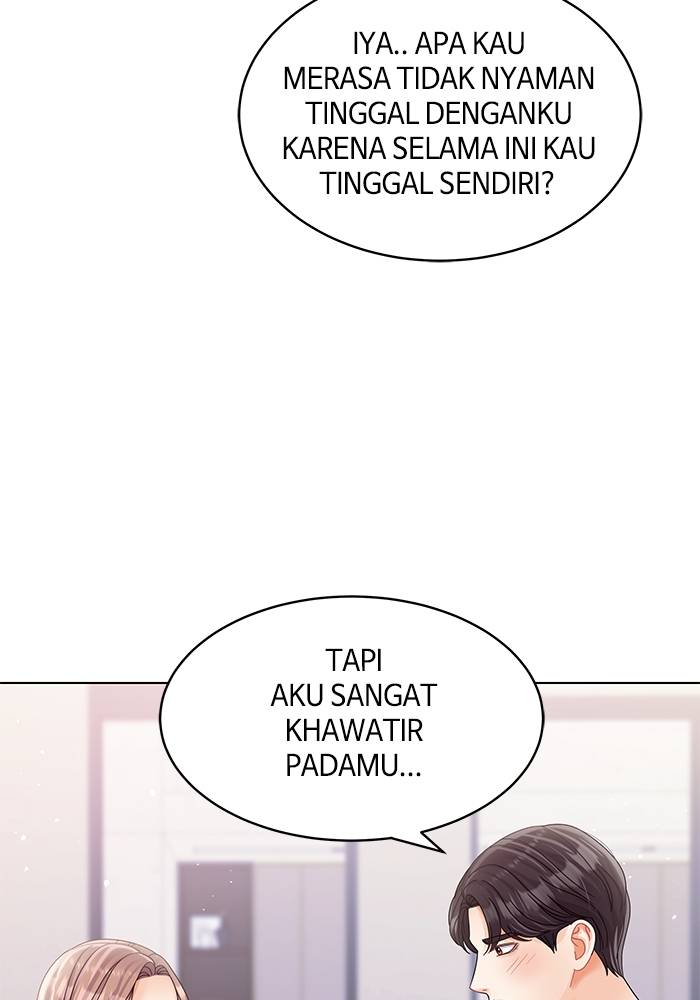 IYA.. APA KAU
MERASA TIDAK NYAMAN
TINGGAL DENGANKU
KARENA SELAMA INI KAU
TINGGAL SENDIRI?
TAPI
AKU SANGAT
KHAWATIR
PADAMU...